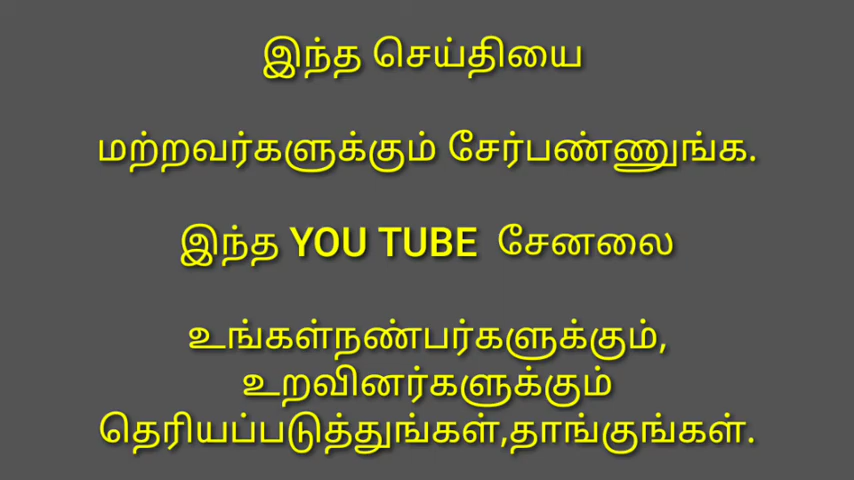 இந்த செய்தியை
மற்றவர்களுக்கும் சேர்பண்ணுங்க.
இந்த YOU TUBE சேனலை
உங்கள்நண்பர்களுக்கும்,
உறவினர்களுக்கும்
தெரியப்படுத்துங்கள்,தாங்குங்கள்.